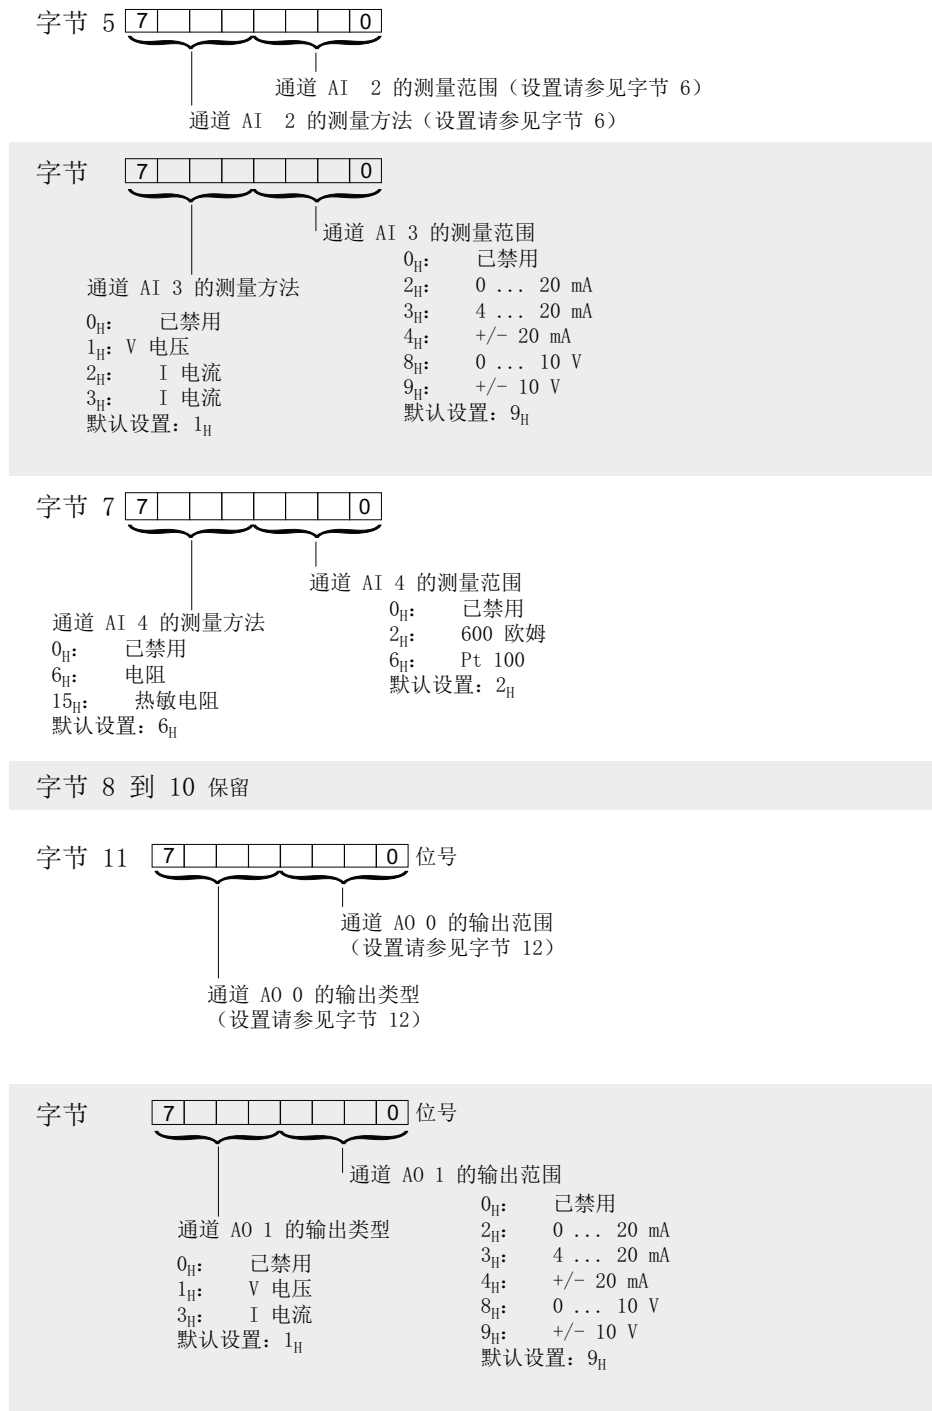 字节 5 7 0
通道 AI 2 的测量范围（设置请参见字节 6）
通道 AI 2 的测量方法（设置请参见字节 6）
字节 7 0
通道 AI 3 的测量范围
0H: 已禁用
2H: 0 ... 20 mA
3H: 4 ... 20 mA
4H: +/- 20 mA
8H: 0 ... 10 V
9H: +/- 10 V
默认设置：9H
通道 AI 3 的测量方法
0H: 已禁用
1H: V 电压
2H: I 电流
3H: I 电流
默认设置：1H
字节 7 7 0
通道 AI 4 的测量范围
0H: 已禁用
2H: 600 欧姆
6H: Pt 100
默认设置：2H
通道 AI 4 的测量方法
0H: 已禁用
6H: 电阻
15H: 热敏电阻
默认设置：6H
字节 8 到 10 保留
字节 11 7 0 位号
通道 AO 0 的输出范围
（设置请参见字节 12）
通道 AO 0 的输出类型
（设置请参见字节 12）
字节 7 0 位号
通道 AO 1 的输出范围
0H: 已禁用
2H: 0 ... 20 mA
3H: 4 ... 20 mA
4H: +/- 20 mA
8H: 0 ... 10 V
9H: +/- 10 V
默认设置：9H
通道 AO 1 的输出类型
0H: 已禁用
1H: V 电压
3H: I 电流
默认设置：1H